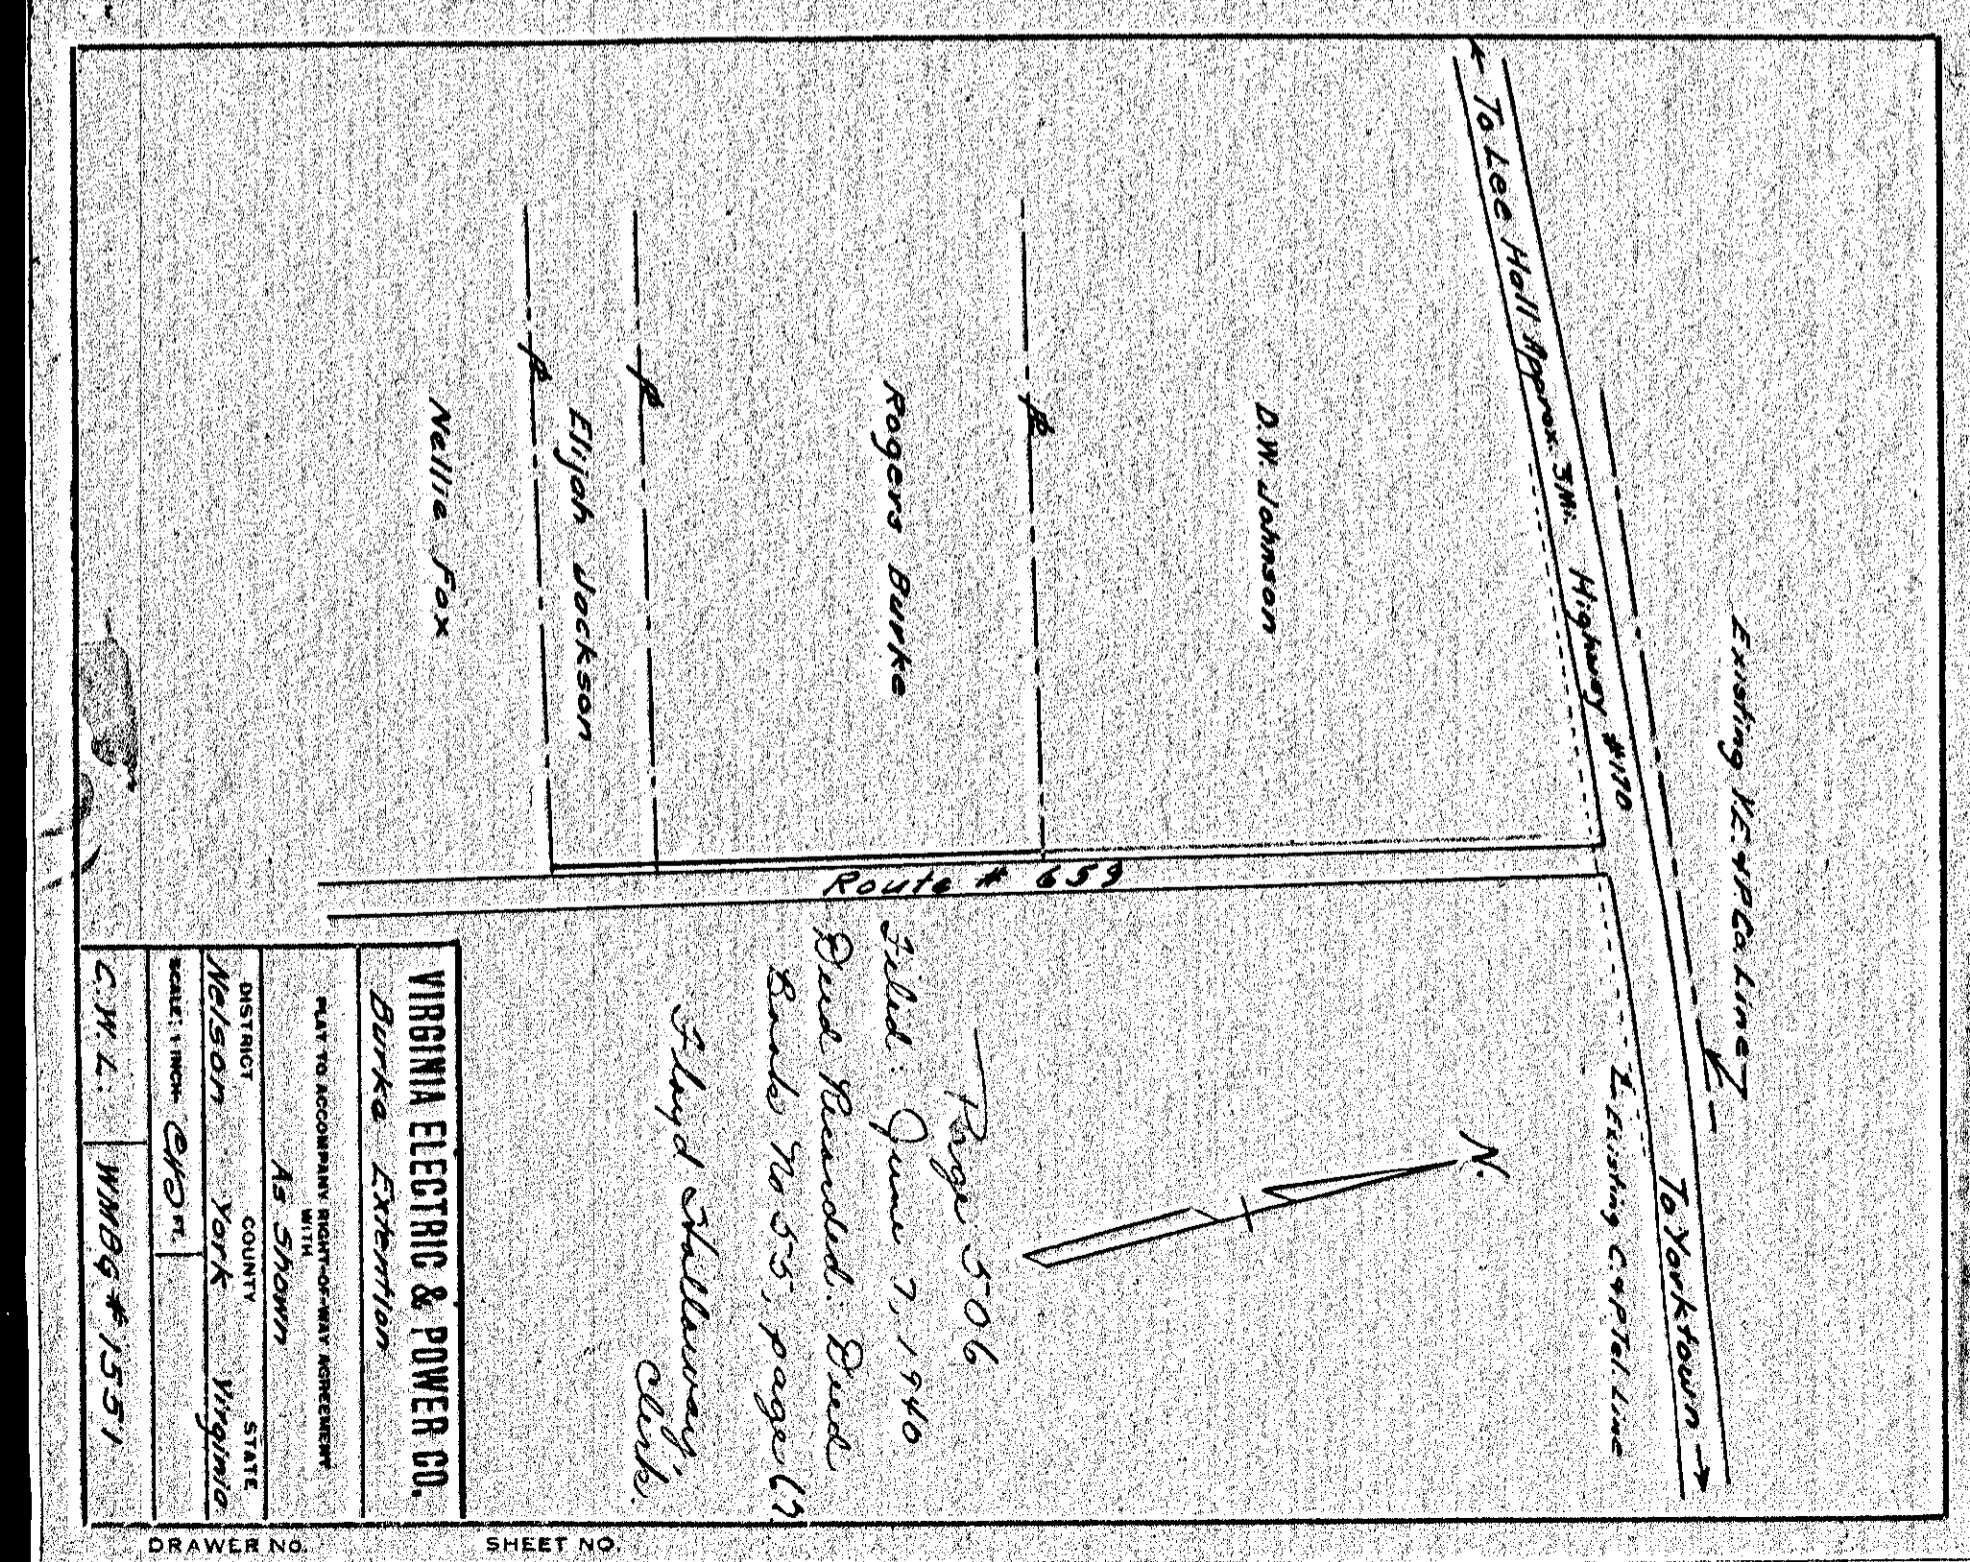 Existing V.E.&P.Co. Line
← To Lee Hall Approx. 3 Mi. Highway #170
To Yorktown →
Existing C.&P. Tel. Line
N.
D.W. Johnson
Rogers Burke
Elijah Jackson
Nellie Fox
Route # 659
Page 506
Filed: June 7, 1940
Deed Recorded: Deed
Book No 55, page 67
Floyd Holloway,
Clerk.
VIRGINIA ELECTRIC & POWER CO.
Burke Extention
PLAT TO ACCOMPANY RIGHT-OF-WAY AGREEMENT
WITH
As Shown
DISTRICT COUNTY STATE
Nelson York Virginia
SCALE: 1 INCH FT.
C.W.L. WMBG # 1551
DRAWER NO. SHEET NO.